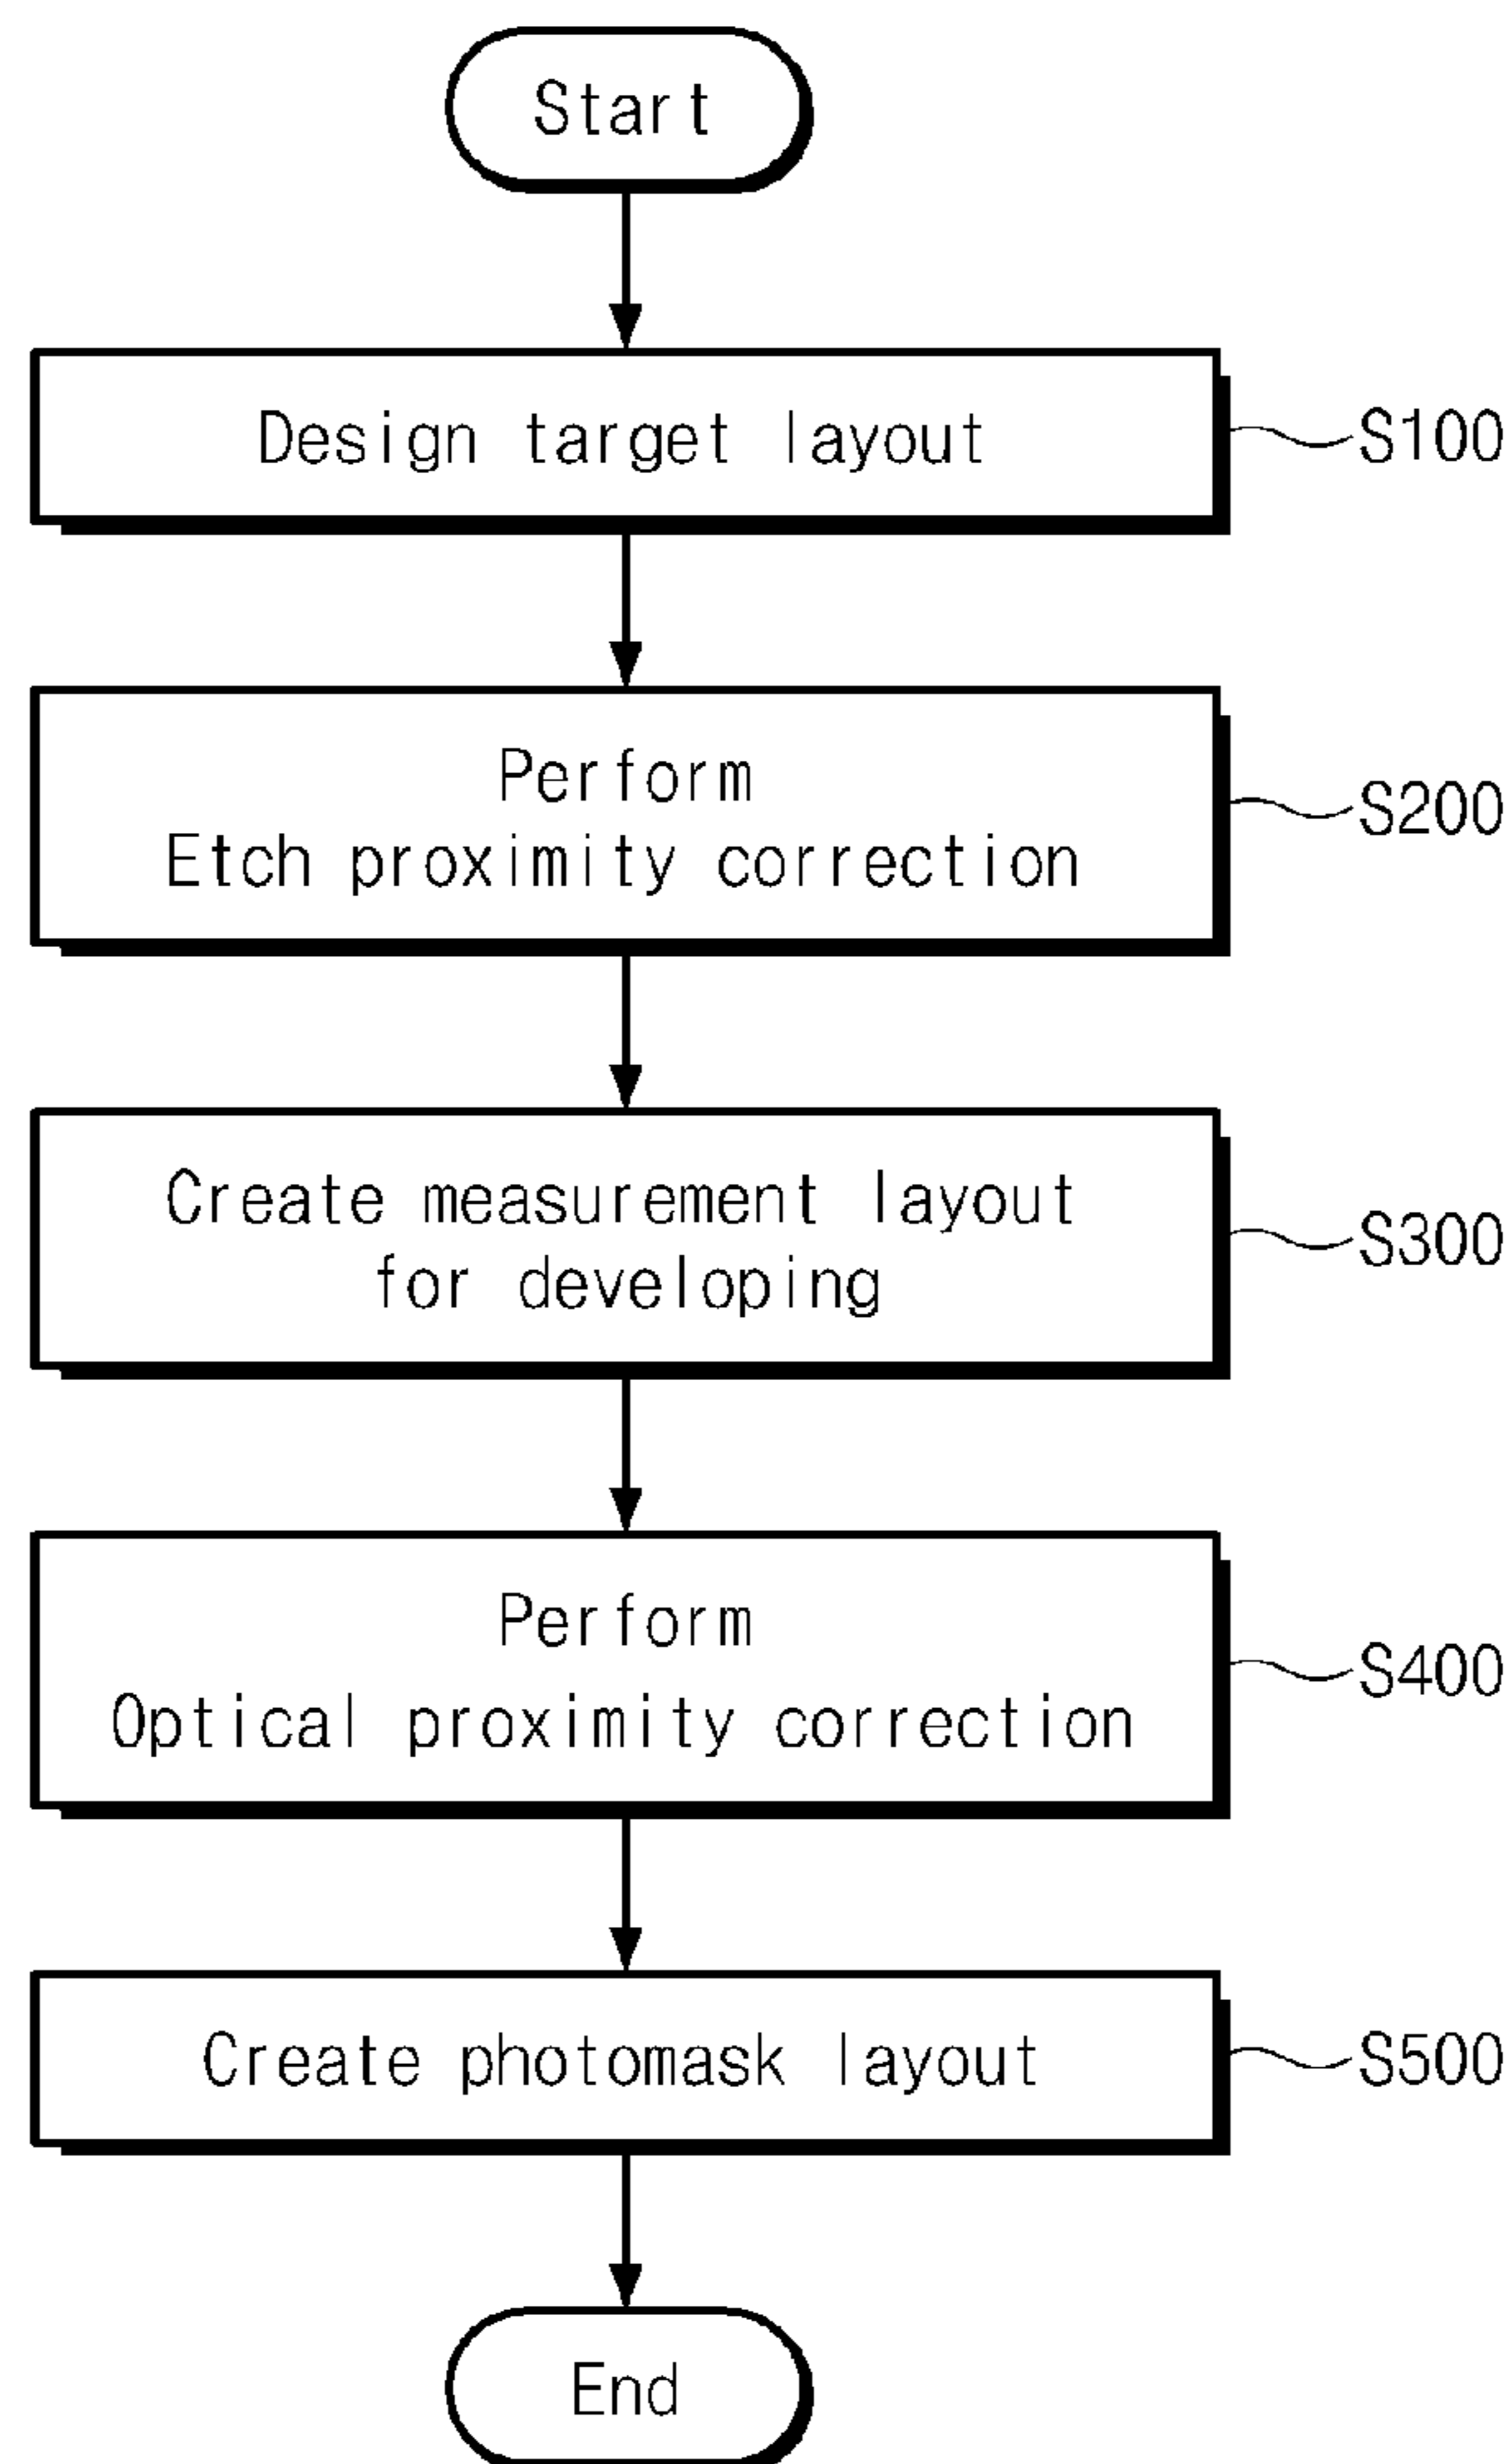 Start
Design target layout
S100
Perform
Etch proximity correction
S200
Create measurement layout
for developing
S300
Perform
Optical proximity correction
S400
Create photomask layout
S500
End